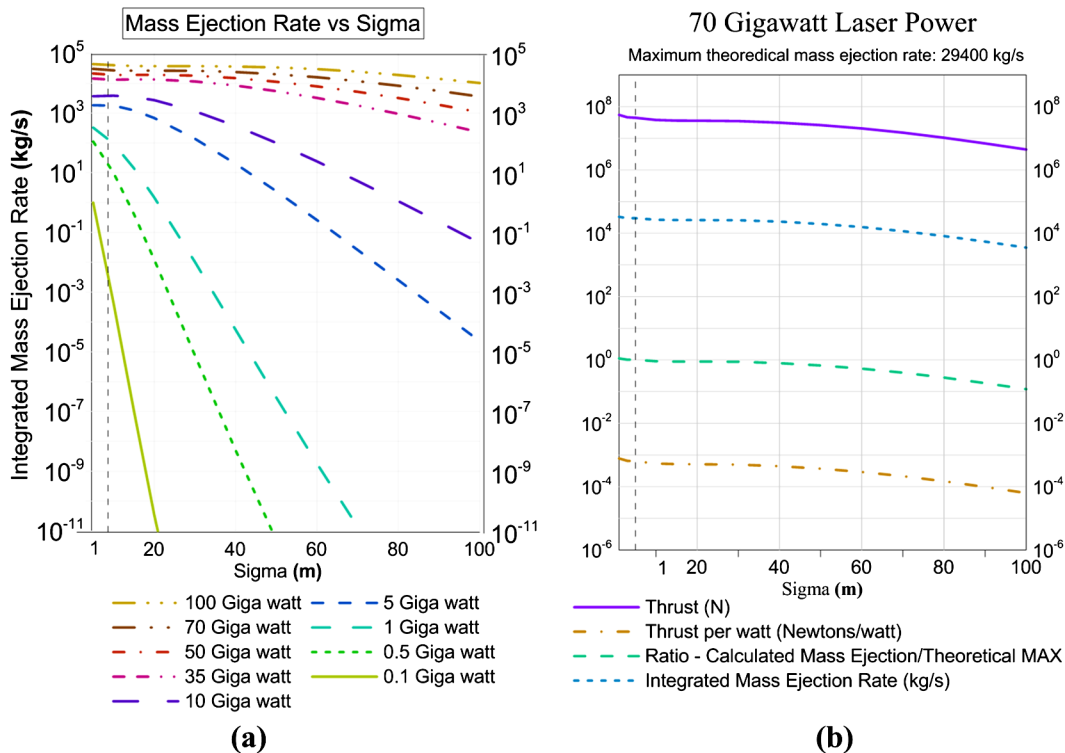 Mass Ejection Rate vs Sigma
Integrated Mass Ejection Rate (kg/s)
10^5
10^3
10^1
10^-1
10^-3
10^-5
10^-7
10^-9
10^-11
10^5
10^3
10^1
10^-1
10^-3
10^-5
10^-7
10^-9
10^-11
1 20 40 60 80 100
Sigma (m)
100 Giga watt
70 Giga watt
50 Giga watt
35 Giga watt
10 Giga watt
5 Giga watt
1 Giga watt
0.5 Giga watt
0.1 Giga watt
(a)
70 Gigawatt Laser Power
Maximum theoredical mass ejection rate: 29400 kg/s
10^8
10^6
10^4
10^2
10^0
10^-2
10^-4
10^-6
10^8
10^6
10^4
10^2
10^0
10^-2
10^-4
10^-6
1 20 40 60 80 100
Sigma (m)
Thrust (N)
Thrust per watt (Newtons/watt)
Ratio - Calculated Mass Ejection/Theoretical MAX
Integrated Mass Ejection Rate (kg/s)
(b)